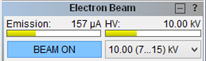 Electron Beam
Emission: 157 µA HV: 10.00 kV
BEAM ON 10.00 (7...15) kV